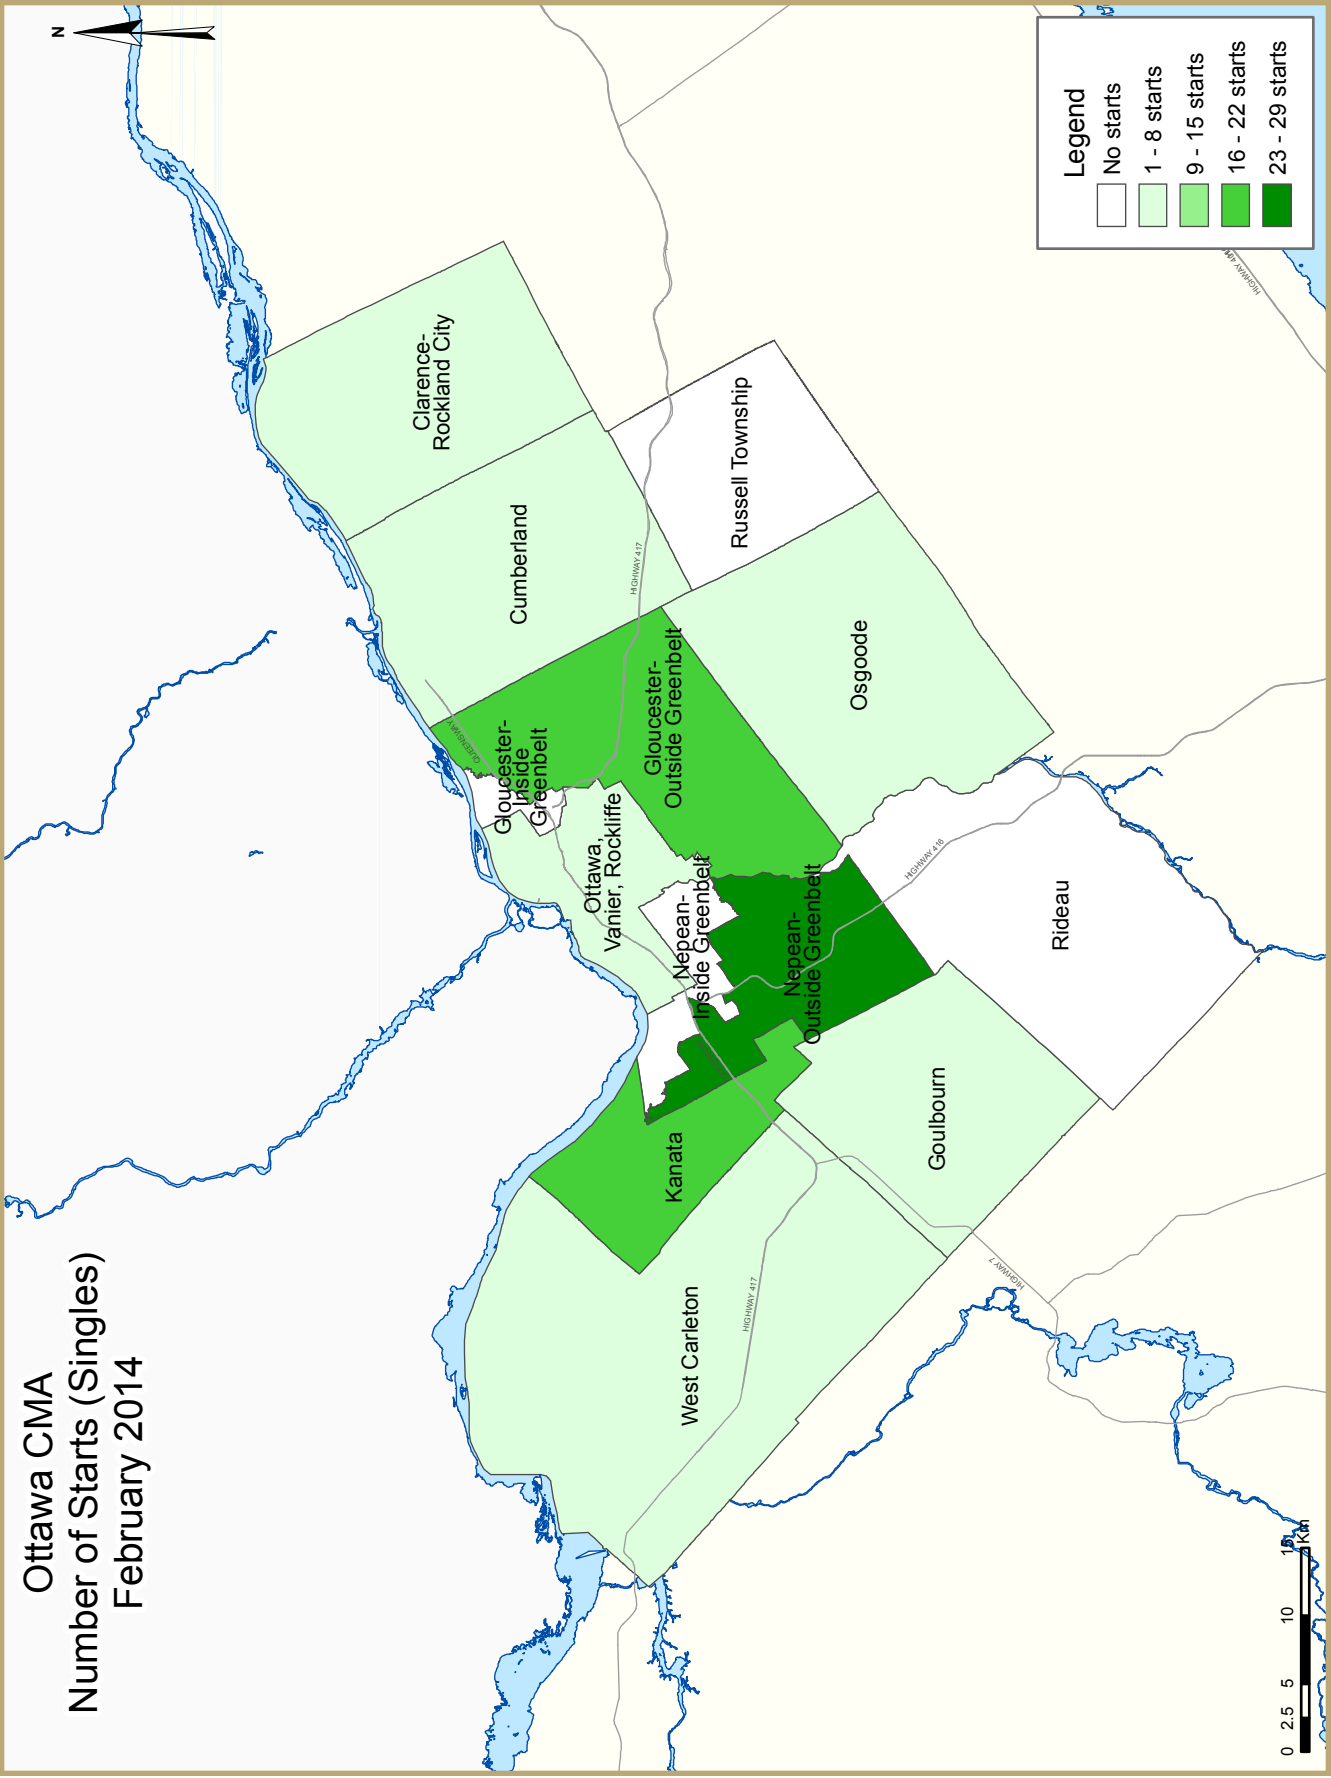 Ottawa CMA
Number of Starts (Singles)
February 2014
N
Clarence-
Rockland City
Cumberland
Russell Township
HIGHWAY 417
QUEENSWAY
Gloucester-
Inside
Greenbelt
Gloucester-
Outside Greenbelt
Osgoode
Ottawa,
Vanier, Rockliffe
Nepean-
Inside Greenbelt
Nepean-
Outside Greenbelt
HIGHWAY 416
Rideau
Kanata
Goulbourn
West Carleton
HIGHWAY 417
HIGHWAY 7
Legend
No starts
1 - 8 starts
9 - 15 starts
16 - 22 starts
23 - 29 starts
0 2.5 5 10 15
Km